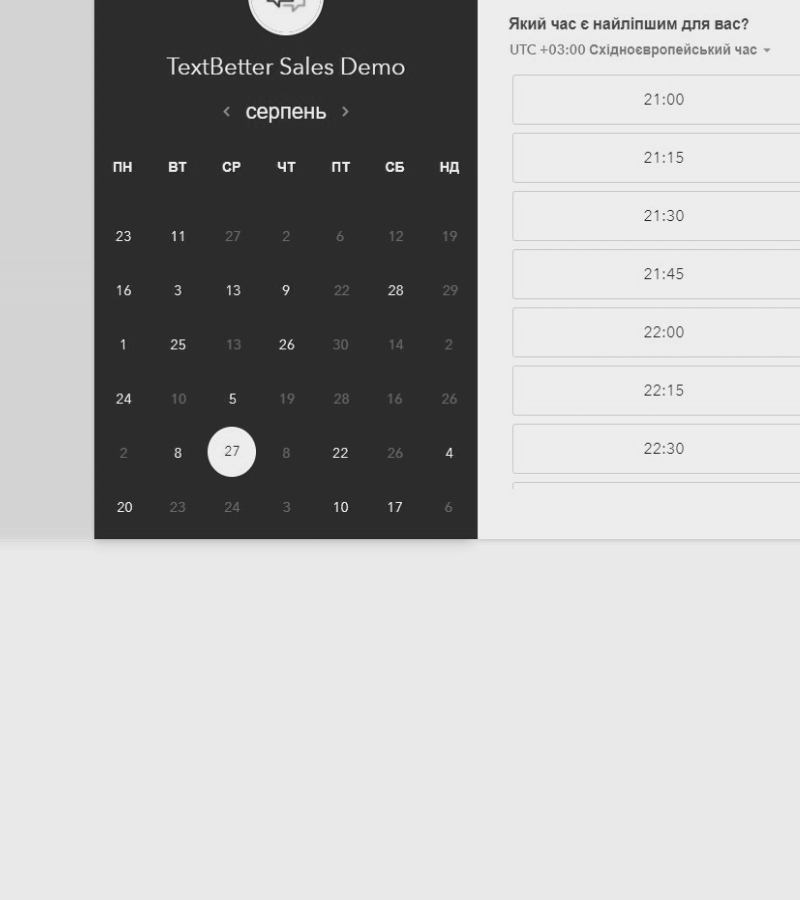 TextBetter Sales Demo
серпень
ПН ВТ СР ЧТ ПТ СБ НД
23 11 27 2 6 12 19
16 3 13 9 22 28 29
1 25 13 26 30 14 2
24 10 5 19 28 16 26
2 8 27 8 22 26 4
20 23 24 3 10 17 6
Який час є найліпшим для вас?
UTC +03:00 Східноєвропейський час
21:00
21:15
21:30
21:45
22:00
22:15
22:30